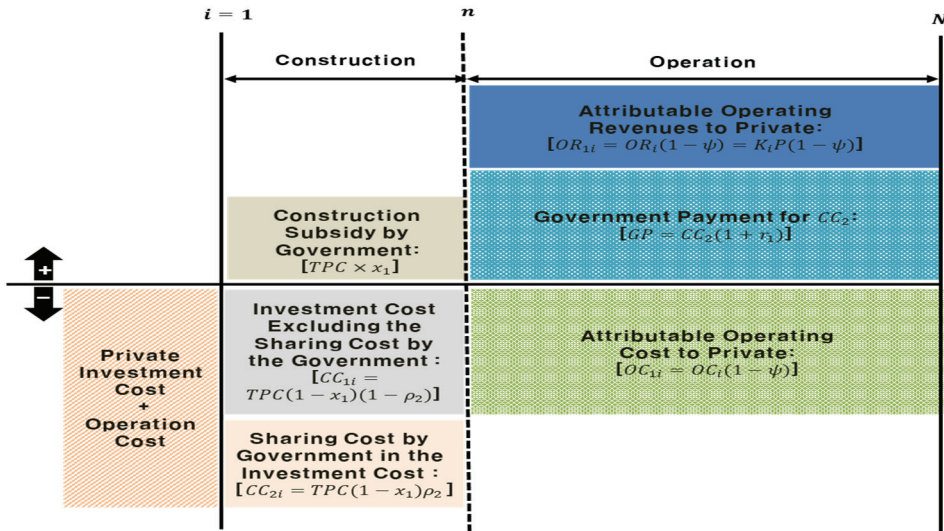 i = 1
n
N
Construction
Operation
Attributable Operating
Revenues to Private:
[OR₁ᵢ = ORᵢ(1 − ψ) = KᵢP(1 − ψ)]
Construction
Subsidy by
Government:
[TPC × x₁]
Government Payment for CC₂:
[GP = CC₂(1 + r₁)]
+
−
Private
Investment
Cost
+
Operation
Cost
Investment Cost
Excluding the
Sharing Cost by
the Government :
[CC₁ᵢ =
TPC(1 − x₁)(1 − ρ₂)]
Attributable Operating
Cost to Private:
[OC₁ᵢ = OCᵢ(1 − ψ)]
Sharing Cost by
Government in the
Investment Cost :
[CC₂ᵢ = TPC(1 − x₁)ρ₂]